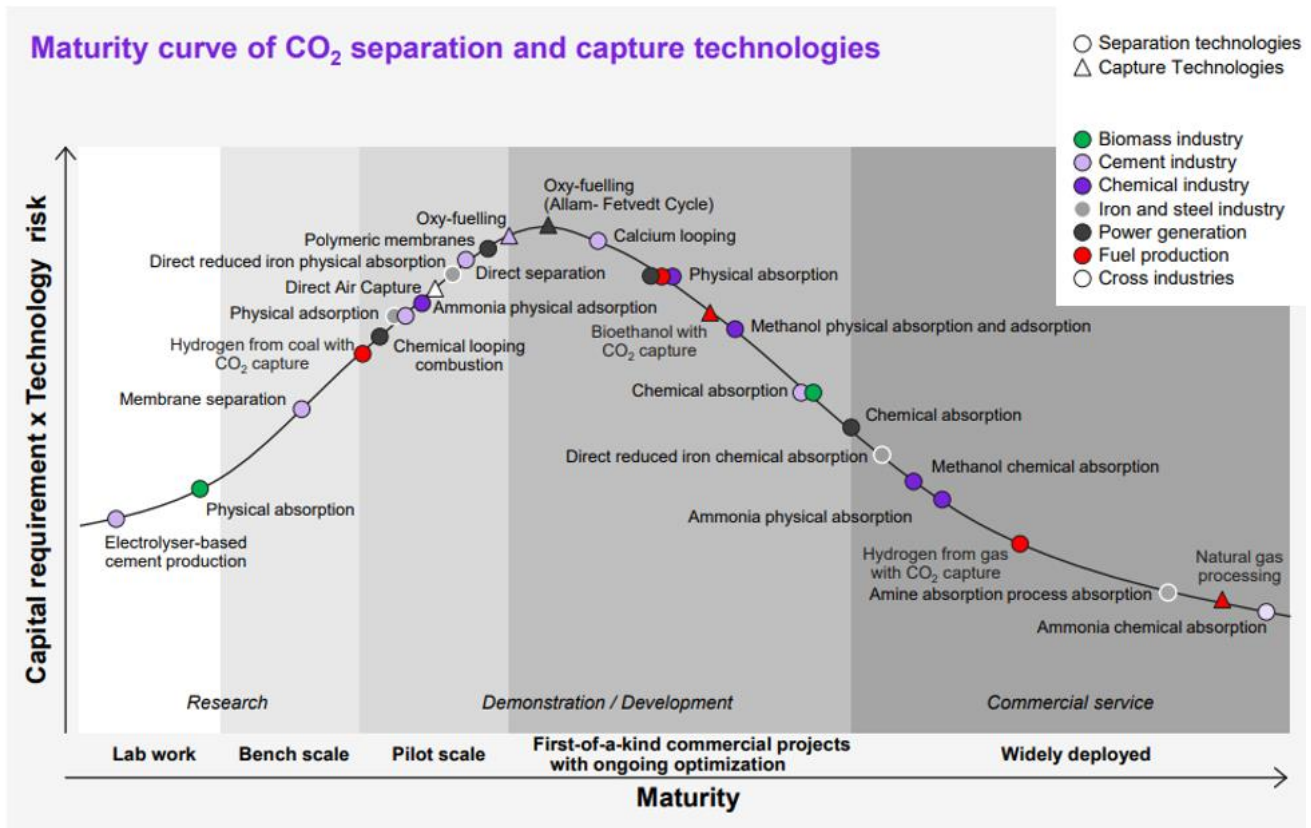 Maturity curve of CO2 separation and capture technologies
Separation technologies
Capture Technologies
Biomass industry
Cement industry
Chemical industry
Iron and steel industry
Power generation
Fuel production
Cross industries
Capital requirement x Technology risk
Oxy-fuelling
(Allam- Fetvedt Cycle)
Oxy-fuelling
Calcium looping
Polymeric membranes
Direct reduced iron physical absorption
Direct separation
Physical absorption
Direct Air Capture
Ammonia physical adsorption
Physical adsorption
Bioethanol with
CO2 capture
Methanol physical absorption and adsorption
Hydrogen from coal with
CO2 capture
Chemical looping
combustion
Membrane separation
Chemical absorption
Chemical absorption
Direct reduced iron chemical absorption
Methanol chemical absorption
Physical absorption
Ammonia physical absorption
Electrolyser-based
cement production
Hydrogen from gas
with CO2 capture
Natural gas
processing
Amine absorption process absorption
Ammonia chemical absorption
Research
Demonstration / Development
Commercial service
Lab work
Bench scale
Pilot scale
First-of-a-kind commercial projects
with ongoing optimization
Widely deployed
Maturity